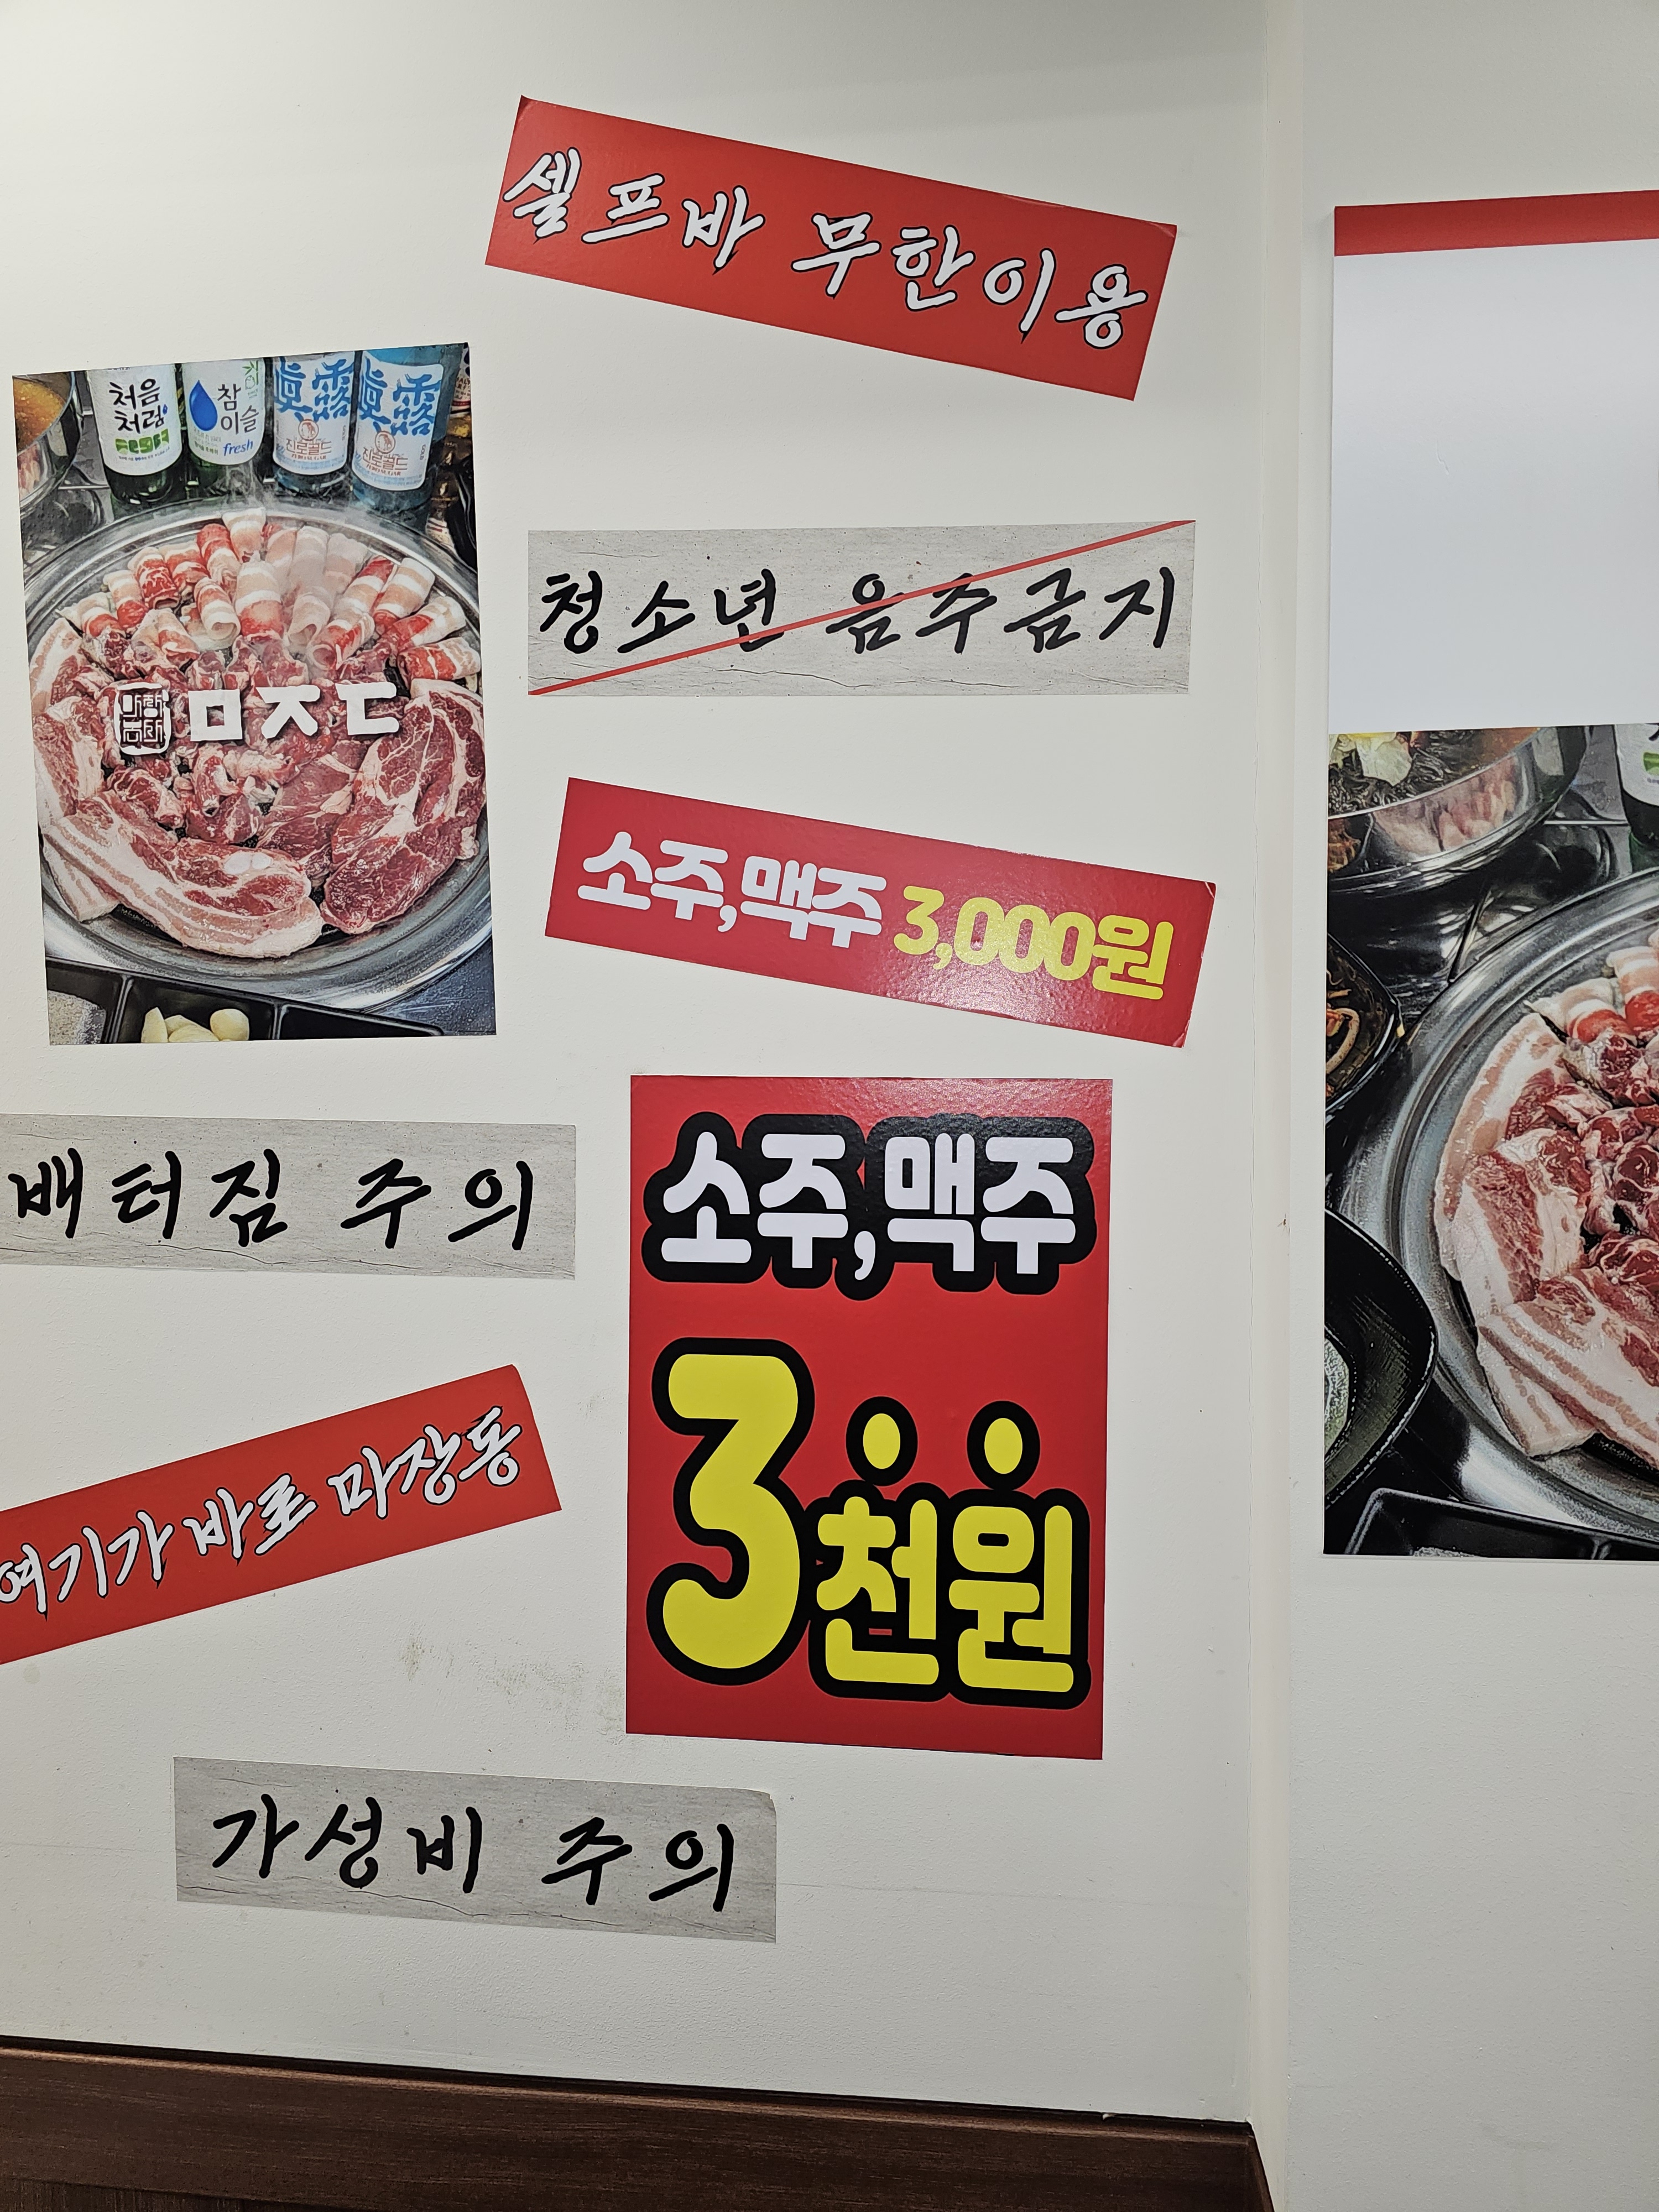 셀프바 무한이용
처음
처럼
참
이슬
fresh
眞露
진로골드
眞露
진로골드
청소년 음주금지
무한
ㅁㅈㄷ
소주,맥주 3,000원
배터짐 주의
소주,맥주
3천원
여기가 바로 마장동
가성비 주의